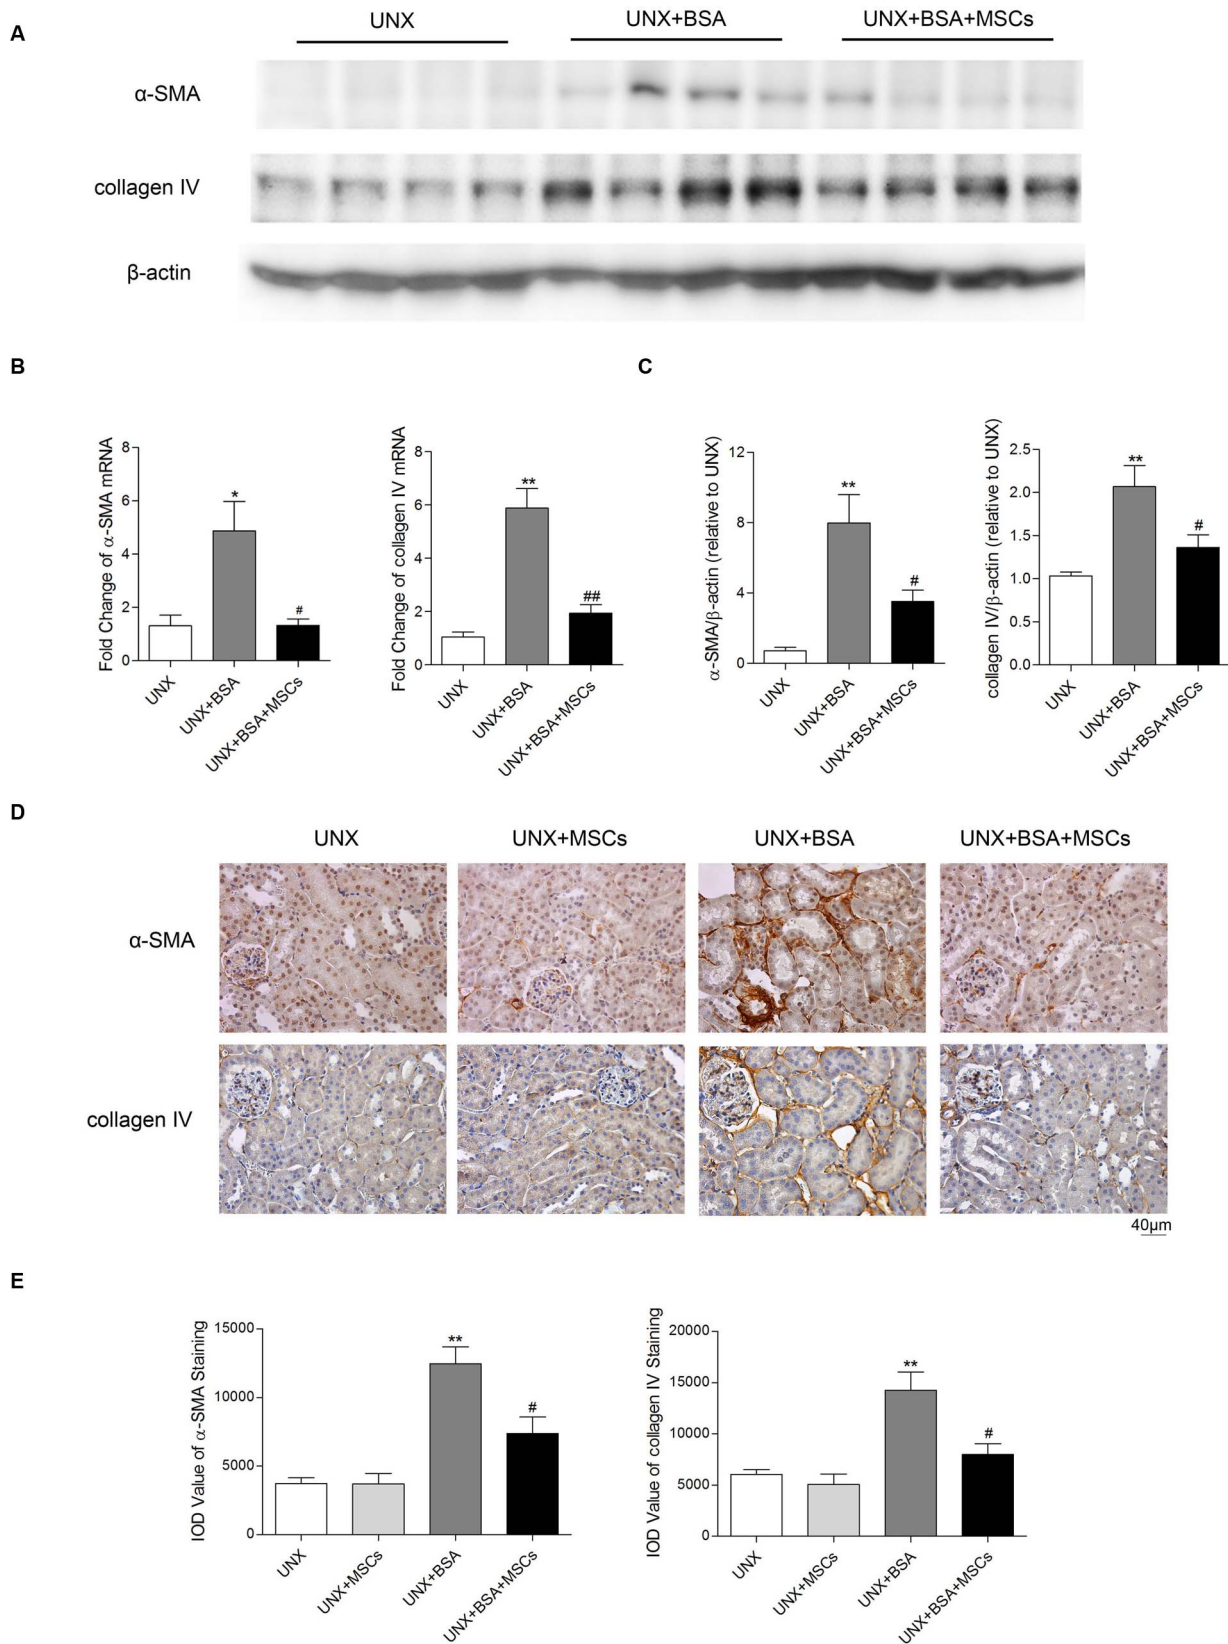 A
UNX
UNX+BSA
UNX+BSA+MSCs
α-SMA
collagen IV
β-actin
B
C
Fold Change of α-SMA mRNA
8
6
4
2
0
*
#
UNX
UNX+BSA
UNX+BSA+MSCs
Fold Change of collagen IV mRNA
8
6
4
2
0
**
##
UNX
UNX+BSA
UNX+BSA+MSCs
α-SMA/β-actin (relative to UNX)
12
8
4
0
**
#
UNX
UNX+BSA
UNX+BSA+MSCs
collagen IV/β-actin (relative to UNX)
2.5
2.0
1.5
1.0
0.5
0.0
**
#
UNX
UNX+BSA
UNX+BSA+MSCs
D
UNX
UNX+MSCs
UNX+BSA
UNX+BSA+MSCs
α-SMA
collagen IV
40μm
E
IOD Value of α-SMA Staining
15000
10000
5000
0
**
#
UNX
UNX+MSCs
UNX+BSA
UNX+BSA+MSCs
IOD Value of collagen IV Staining
20000
15000
10000
5000
0
**
#
UNX
UNX+MSCs
UNX+BSA
UNX+BSA+MSCs